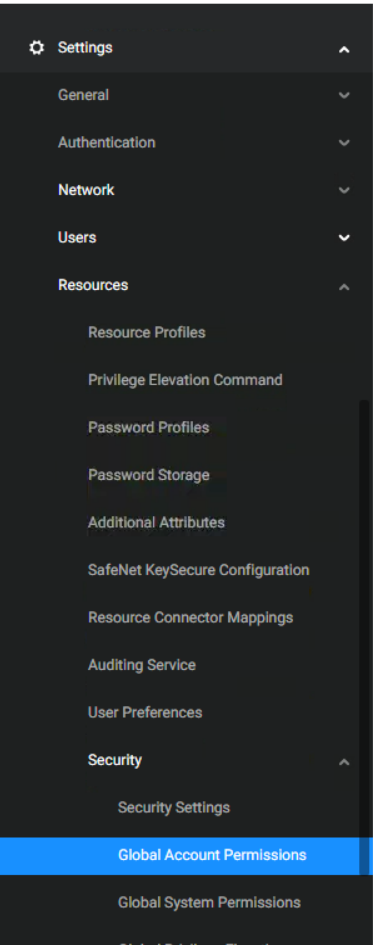 Settings
General
Authentication
Network
Users
Resources
Resource Profiles
Privilege Elevation Command
Password Profiles
Password Storage
Additional Attributes
SafeNet KeySecure Configuration
Resource Connector Mappings
Auditing Service
User Preferences
Security
Security Settings
Global Account Permissions
Global System Permissions